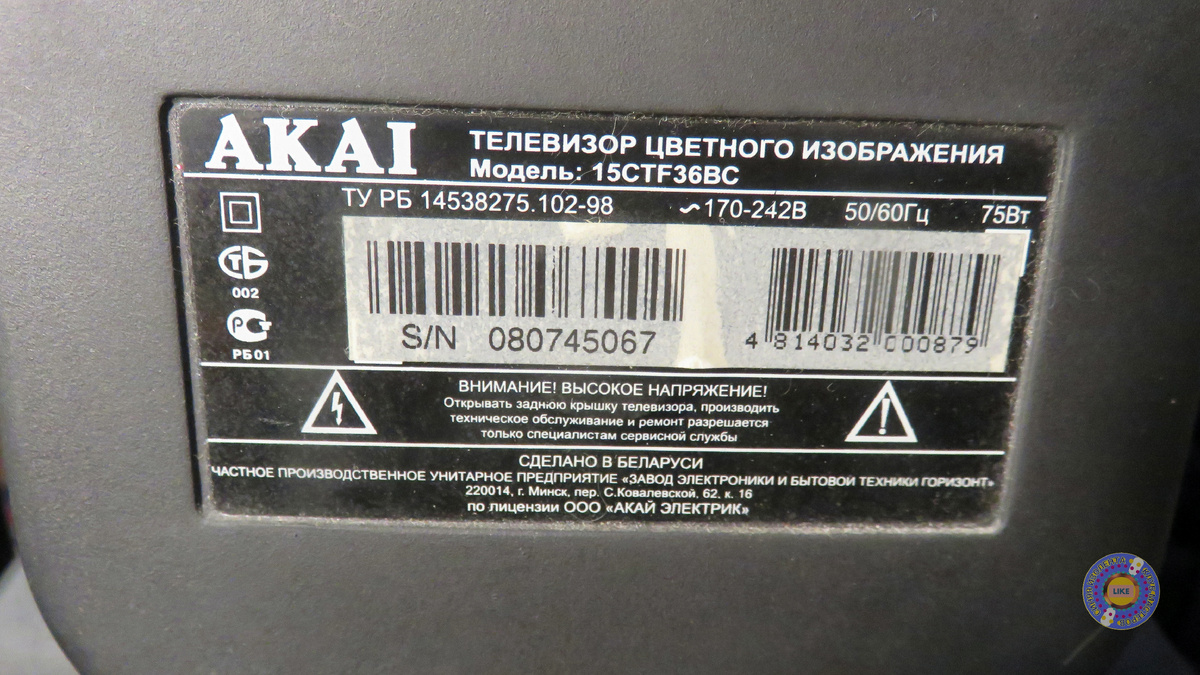 AKAI
ТЕЛЕВИЗОР ЦВЕТНОГО ИЗОБРАЖЕНИЯ
Модель: 15CTF36BC
ТУ РБ 14538275.102-98 ~170-242В 50/60Гц 75Вт
СТБ
002
РСТ
РБ01
S/N 080745067
4 814032 000879
ВНИМАНИЕ! ВЫСОКОЕ НАПРЯЖЕНИЕ!
Открывать заднюю крышку телевизора, производить
техническое обслуживание и ремонт разрешается
только специалистам сервисной службы
СДЕЛАНО В БЕЛАРУСИ
ЧАСТНОЕ ПРОИЗВОДСТВЕННОЕ УНИТАРНОЕ ПРЕДПРИЯТИЕ «ЗАВОД ЭЛЕКТРОНИКИ И БЫТОВОЙ ТЕХНИКИ ГОРИЗОНТ»
220014, г. Минск, пер. С.Ковалевской, 62, к. 16
по лицензии ООО «АКАЙ ЭЛЕКТРИК»
LIKE